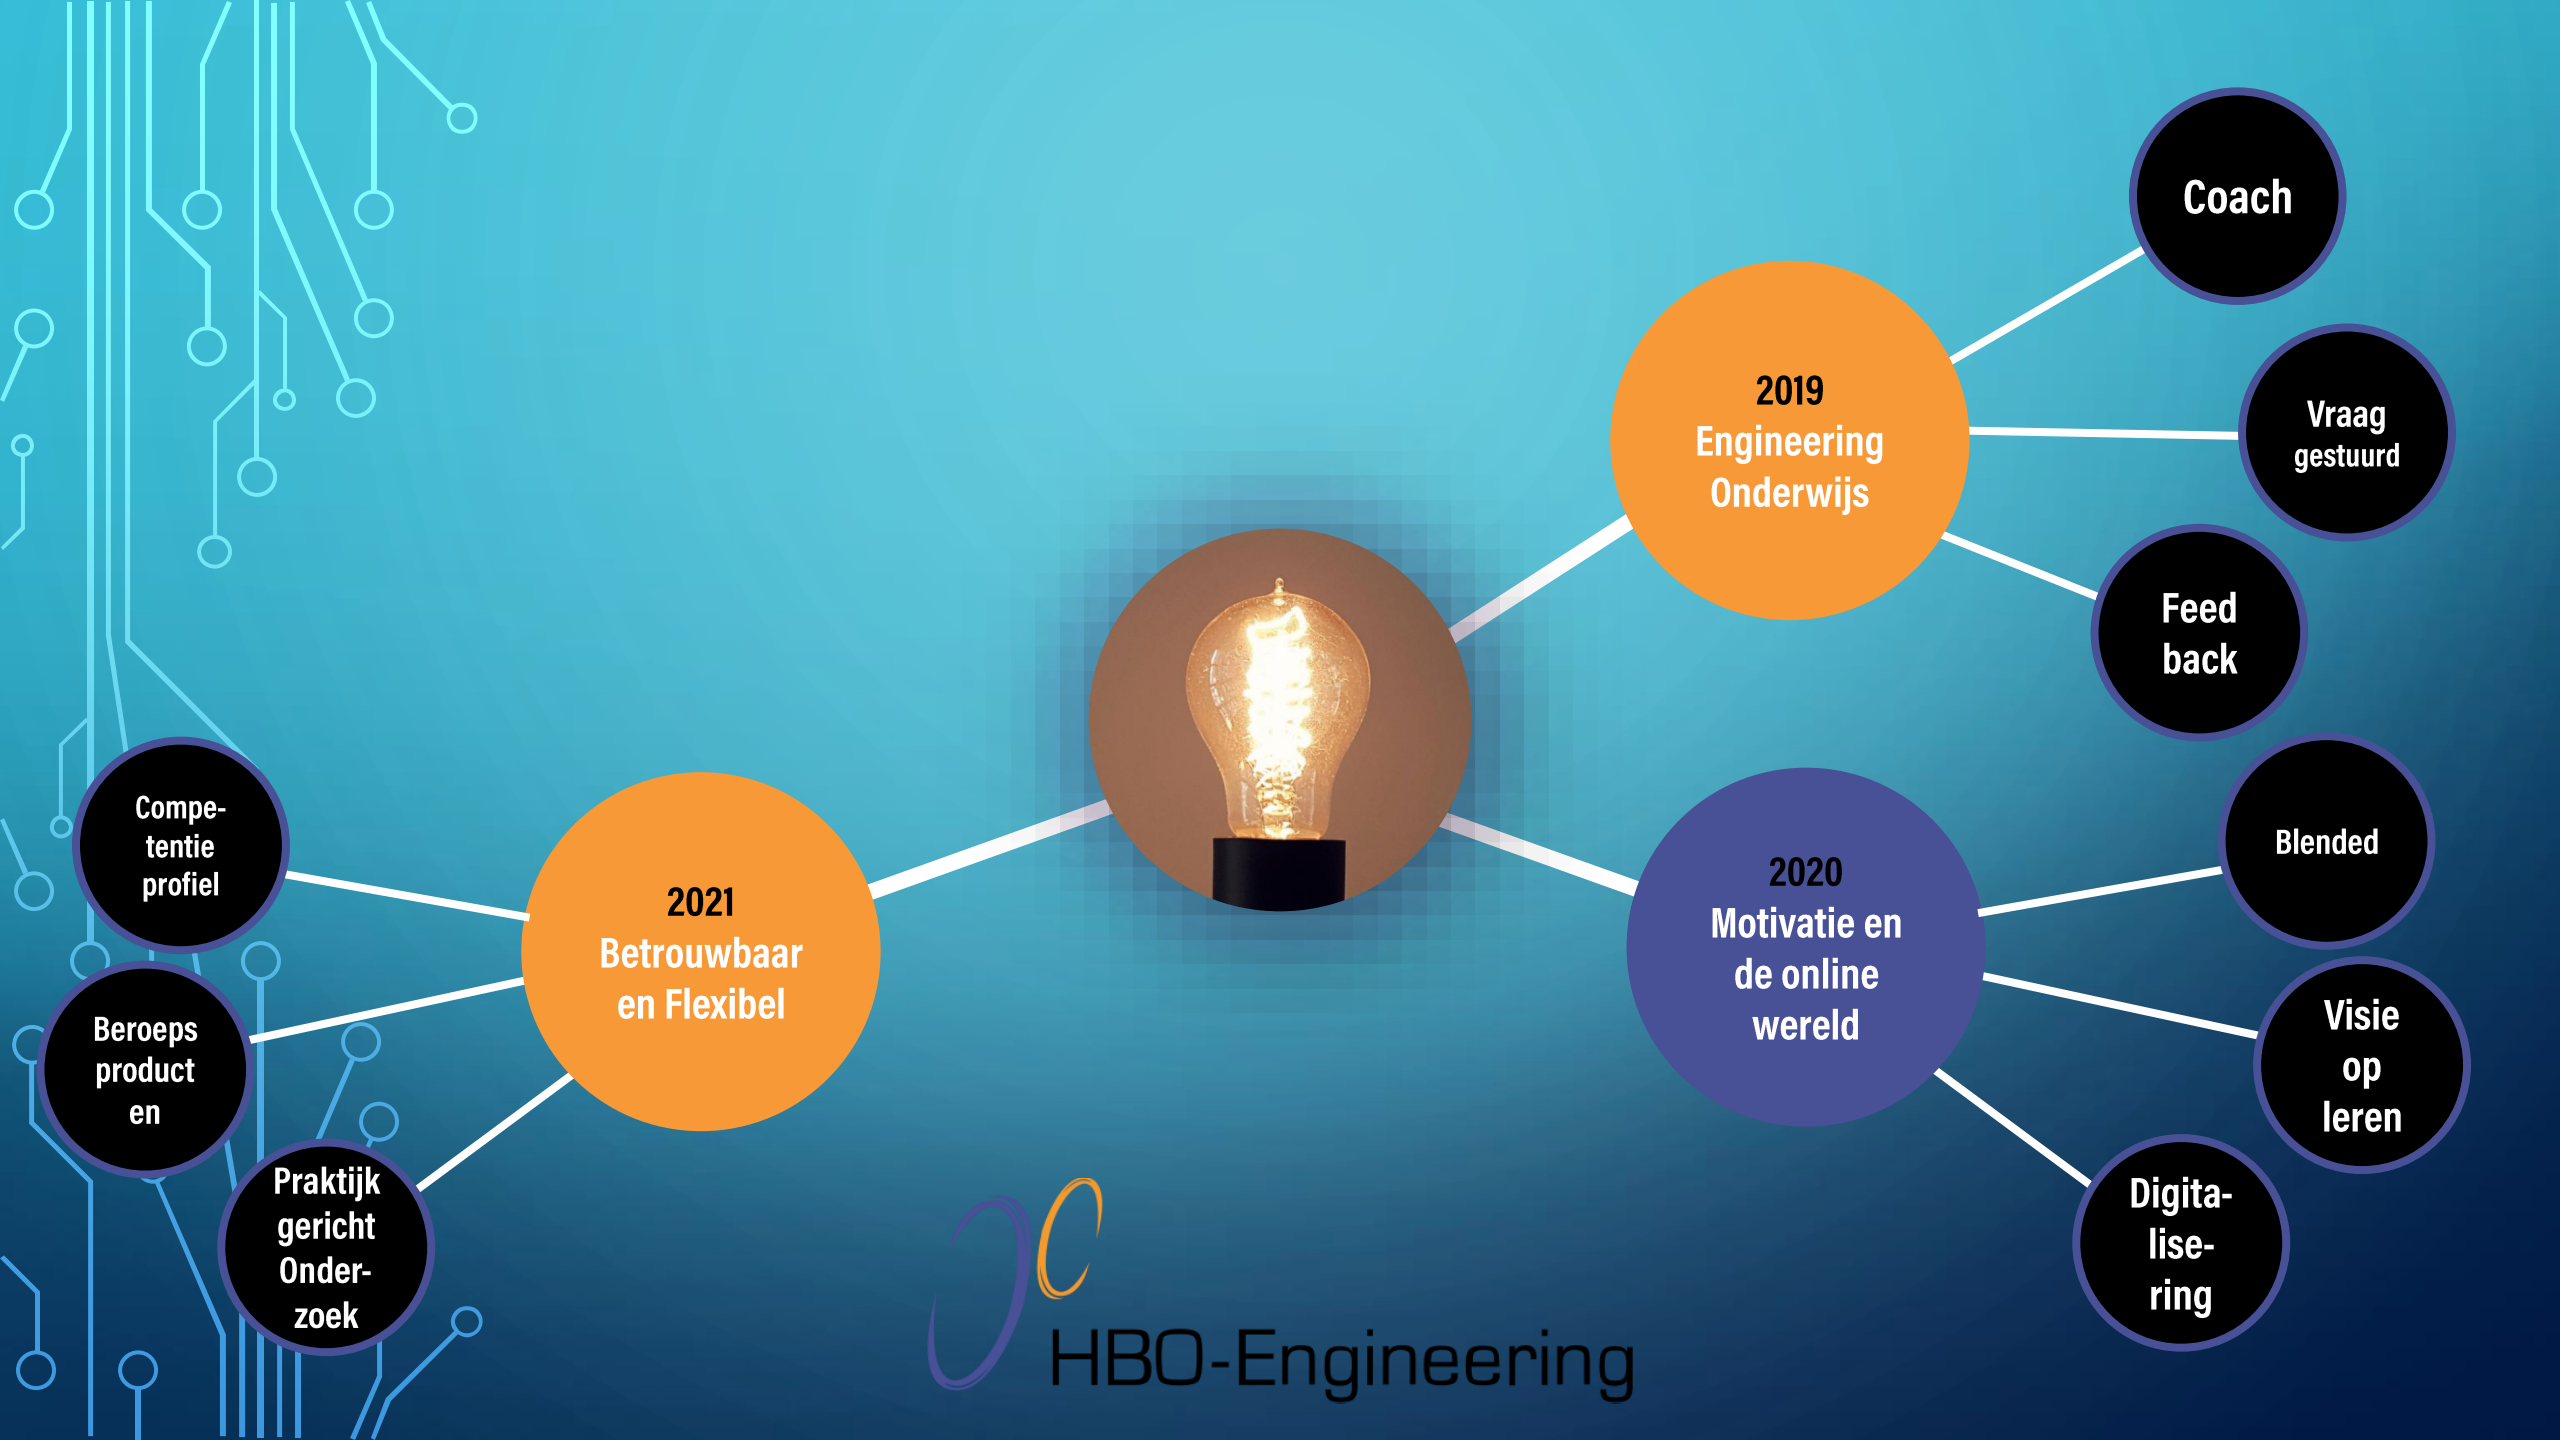 Coach
2019
Engineering
Onderwijs
Vraag
gestuurd
Feed
back
2020
Motivatie en
de online
wereld
Blended
Visie
op
leren
Digita-
lise-
ring
2021
Betrouwbaar
en Flexibel
Compe-
tentie
profiel
Beroeps
product
en
Praktijk
gericht
Onder-
zoek
HBO-Engineering